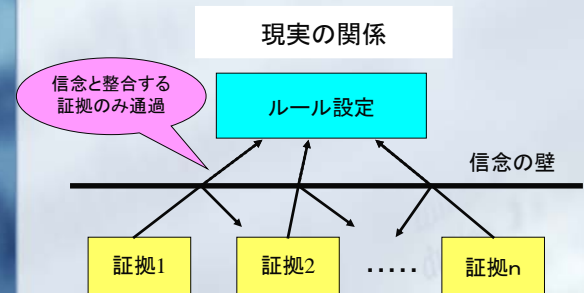 現実の関係
信念と整合する
証拠のみ通過
ルール設定
信念の壁
証拠1
証拠2
.....
証拠n